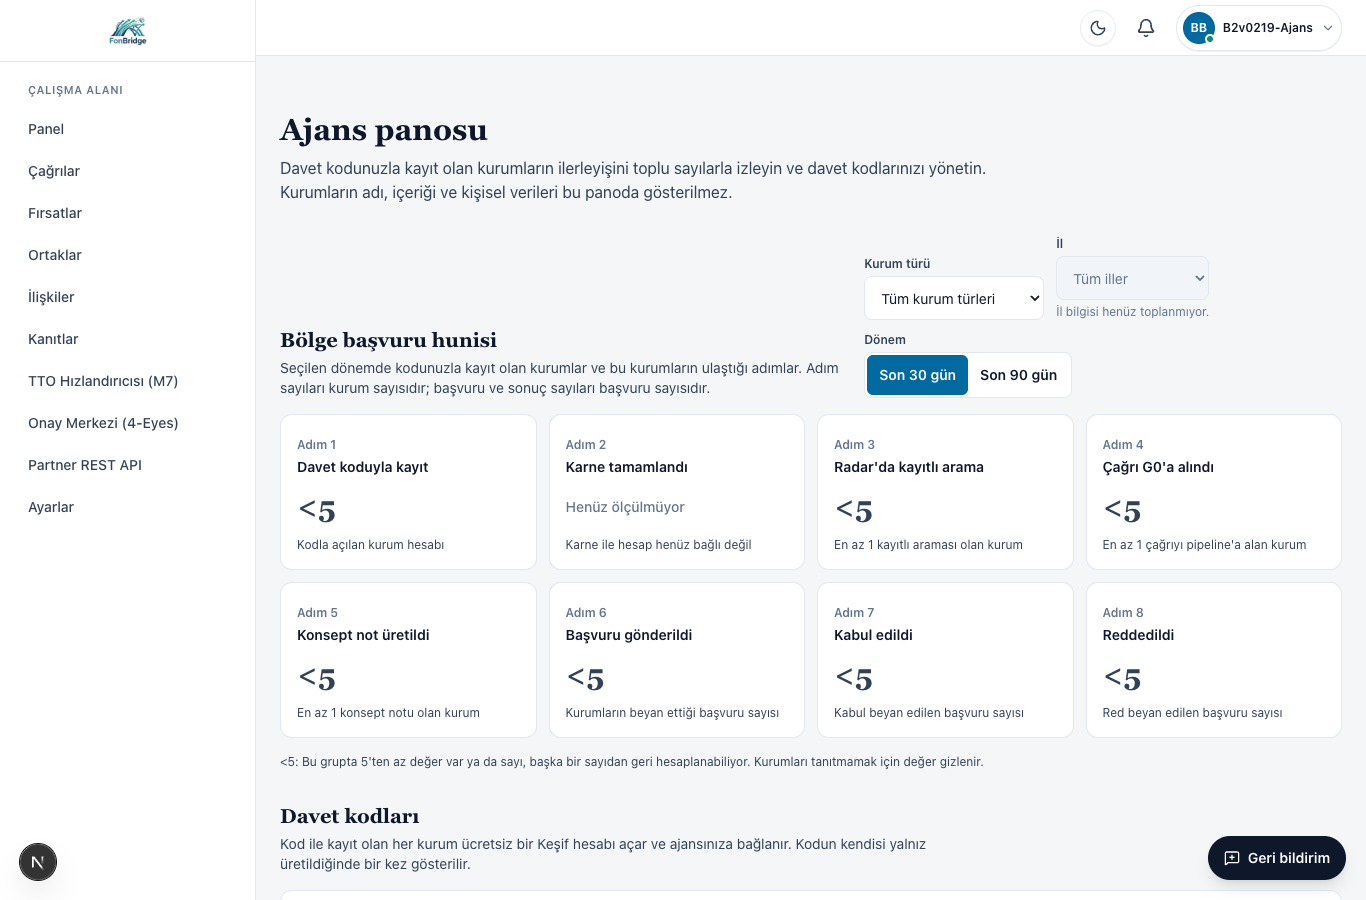 FonBridge
BB
B2v0219-Ajans
ÇALIŞMA ALANI
Panel
Çağrılar
Fırsatlar
Ortaklar
İlişkiler
Kanıtlar
TTO Hızlandırıcısı (M7)
Onay Merkezi (4-Eyes)
Partner REST API
Ayarlar
N
Ajans panosu
Davet kodunuzla kayıt olan kurumların ilerleyişini toplu sayılarla izleyin ve davet kodlarınızı yönetin.
Kurumların adı, içeriği ve kişisel verileri bu panoda gösterilmez.
Bölge başvuru hunisi
Seçilen dönemde kodunuzla kayıt olan kurumlar ve bu kurumların ulaştığı adımlar. Adım
sayıları kurum sayısıdır; başvuru ve sonuç sayıları başvuru sayısıdır.
Kurum türü
Tüm kurum türleri
İl
Tüm iller
İl bilgisi henüz toplanmıyor.
Dönem
Son 30 gün
Son 90 gün
Adım 1
Davet koduyla kayıt
<5
Kodla açılan kurum hesabı
Adım 2
Karne tamamlandı
Henüz ölçülmüyor
Karne ile hesap henüz bağlı değil
Adım 3
Radar'da kayıtlı arama
<5
En az 1 kayıtlı araması olan kurum
Adım 4
Çağrı G0'a alındı
<5
En az 1 çağrıyı pipeline'a alan kurum
Adım 5
Konsept not üretildi
<5
En az 1 konsept notu olan kurum
Adım 6
Başvuru gönderildi
<5
Kurumların beyan ettiği başvuru sayısı
Adım 7
Kabul edildi
<5
Kabul beyan edilen başvuru sayısı
Adım 8
Reddedildi
<5
Red beyan edilen başvuru sayısı
<5: Bu grupta 5'ten az değer var ya da sayı, başka bir sayıdan geri hesaplanabiliyor. Kurumları tanıtmamak için değer gizlenir.
Davet kodları
Kod ile kayıt olan her kurum ücretsiz bir Keşif hesabı açar ve ajansınıza bağlanır. Kodun kendisi yalnız
üretildiğinde bir kez gösterilir.
Geri bildirim